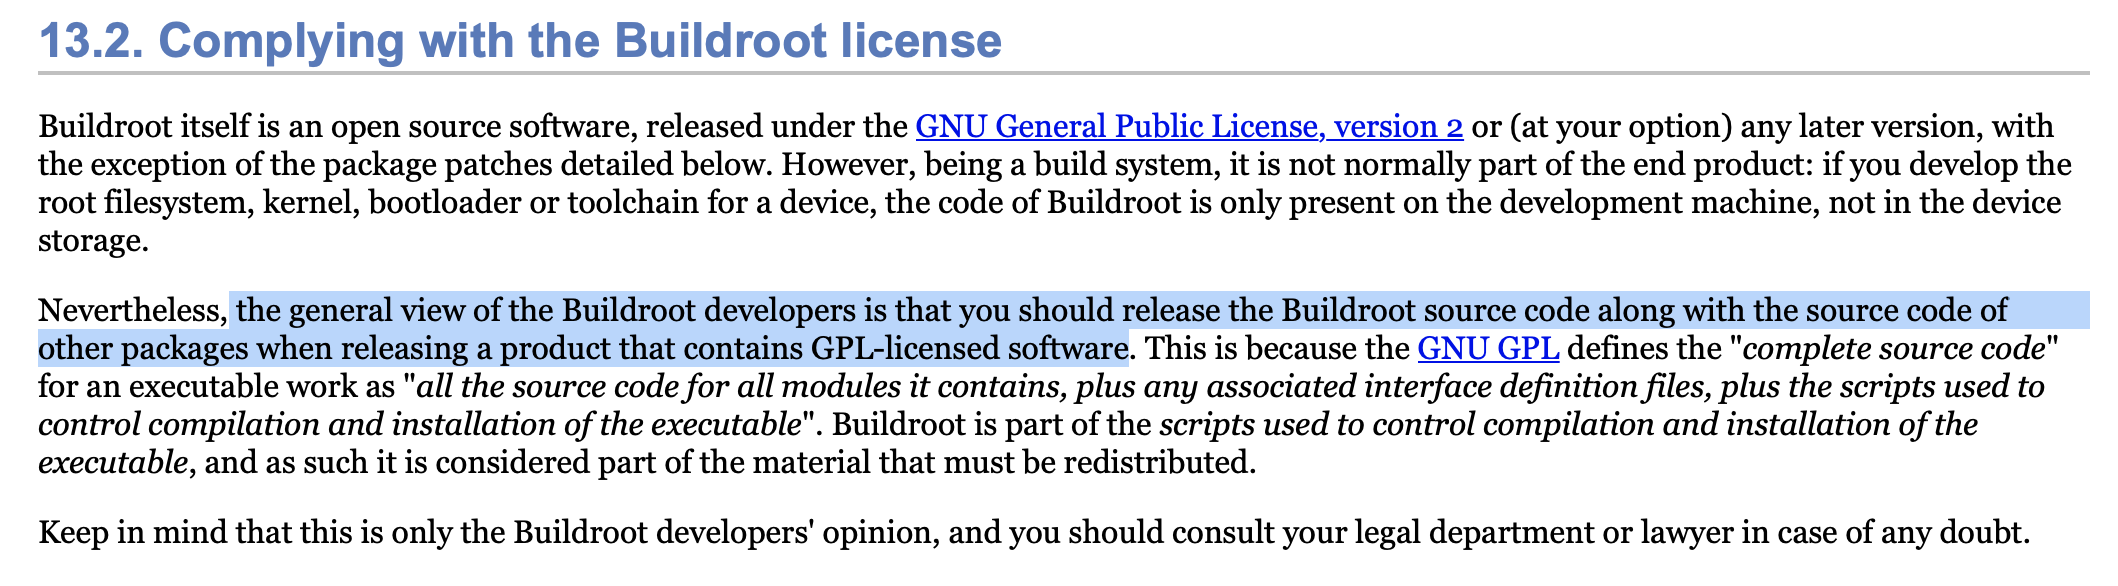 13.2. Complying with the Buildroot license
Buildroot itself is an open source software, released under the GNU General Public License, version 2 or (at your option) any later version, with
the exception of the package patches detailed below. However, being a build system, it is not normally part of the end product: if you develop the
root filesystem, kernel, bootloader or toolchain for a device, the code of Buildroot is only present on the development machine, not in the device
storage.
Nevertheless, the general view of the Buildroot developers is that you should release the Buildroot source code along with the source code of
other packages when releasing a product that contains GPL-licensed software. This is because the GNU GPL defines the "complete source code"
for an executable work as "all the source code for all modules it contains, plus any associated interface definition files, plus the scripts used to
control compilation and installation of the executable". Buildroot is part of the scripts used to control compilation and installation of the
executable, and as such it is considered part of the material that must be redistributed.
Keep in mind that this is only the Buildroot developers' opinion, and you should consult your legal department or lawyer in case of any doubt.